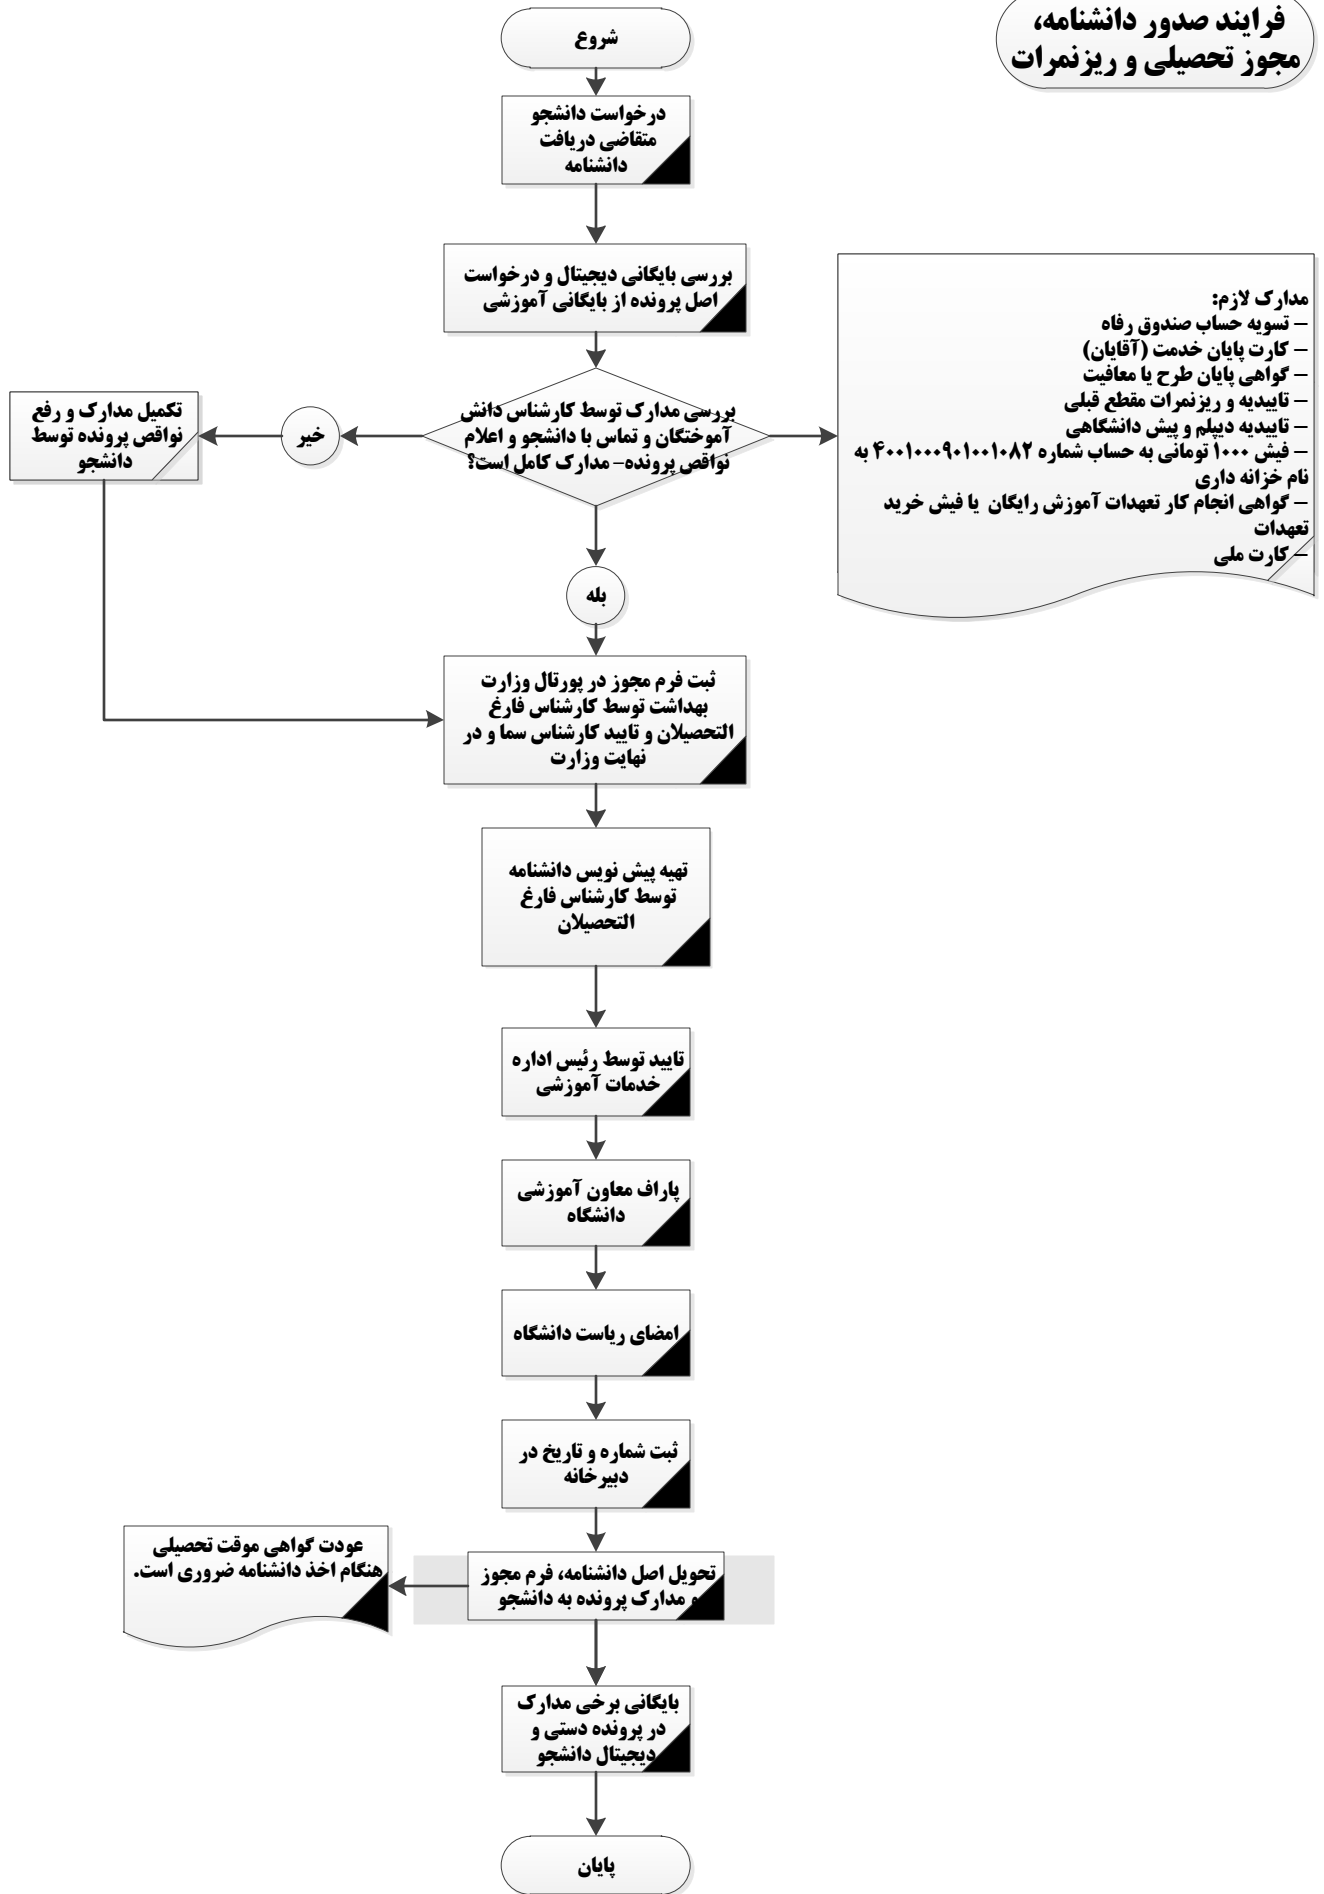 فرایند صدور دانشنامه،
مجوز تحصیلی و ریزنمرات
شروع
درخواست دانشجو
متقاضی دریافت
دانشنامه
بررسی بایگانی دیجیتال و درخواست
اصل پرونده از بایگانی آموزشی
مدارک لازم:
– تسویه حساب صندوق رفاه
– کارت پایان خدمت (آقایان)
– گواهی پایان طرح یا معافیت
– تاییدیه و ریزنمرات مقطع قبلی
– تاییدیه دیپلم و پیش دانشگاهی
– فیش ۱۰۰۰ تومانی به حساب شماره ۴۰۰۱۰۰۰۹۰۱۰۰۱۰۸۲ به
نام خزانه داری
– گواهی انجام کار تعهدات آموزش رایگان یا فیش خرید
تعهدات
– کارت ملی
بررسی مدارک توسط کارشناس دانش
آموختگان و تماس با دانشجو و اعلام
نواقص پرونده– مدارک کامل است؟
خیر
تکمیل مدارک و رفع
نواقص پرونده توسط
دانشجو
بله
ثبت فرم مجوز در پورتال وزارت
بهداشت توسط کارشناس فارغ
التحصیلان و تایید کارشناس سما و در
نهایت وزارت
تهیه پیش نویس دانشنامه
توسط کارشناس فارغ
التحصیلان
تایید توسط رئیس اداره
خدمات آموزشی
پاراف معاون آموزشی
دانشگاه
امضای ریاست دانشگاه
ثبت شماره و تاریخ در
دبیرخانه
تحویل اصل دانشنامه، فرم مجوز
و مدارک پرونده به دانشجو
عودت گواهی موقت تحصیلی
هنگام اخذ دانشنامه ضروری است.
بایگانی برخی مدارک
در پرونده دستی و
دیجیتال دانشجو
پایان